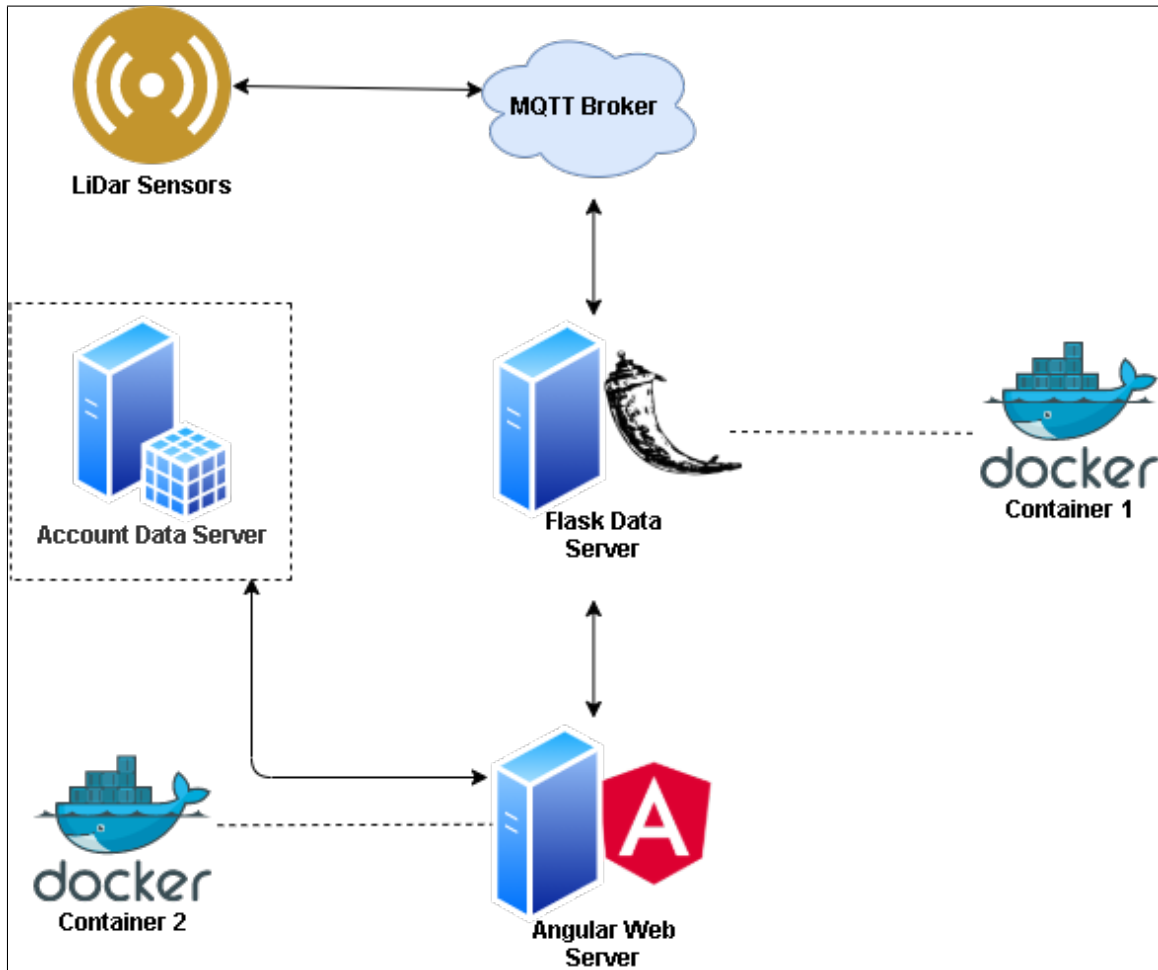 MQTT Broker
LiDar Sensors
Account Data Server
Flask Data
Server
docker
Container 1
docker
Container 2
A
Angular Web
Server